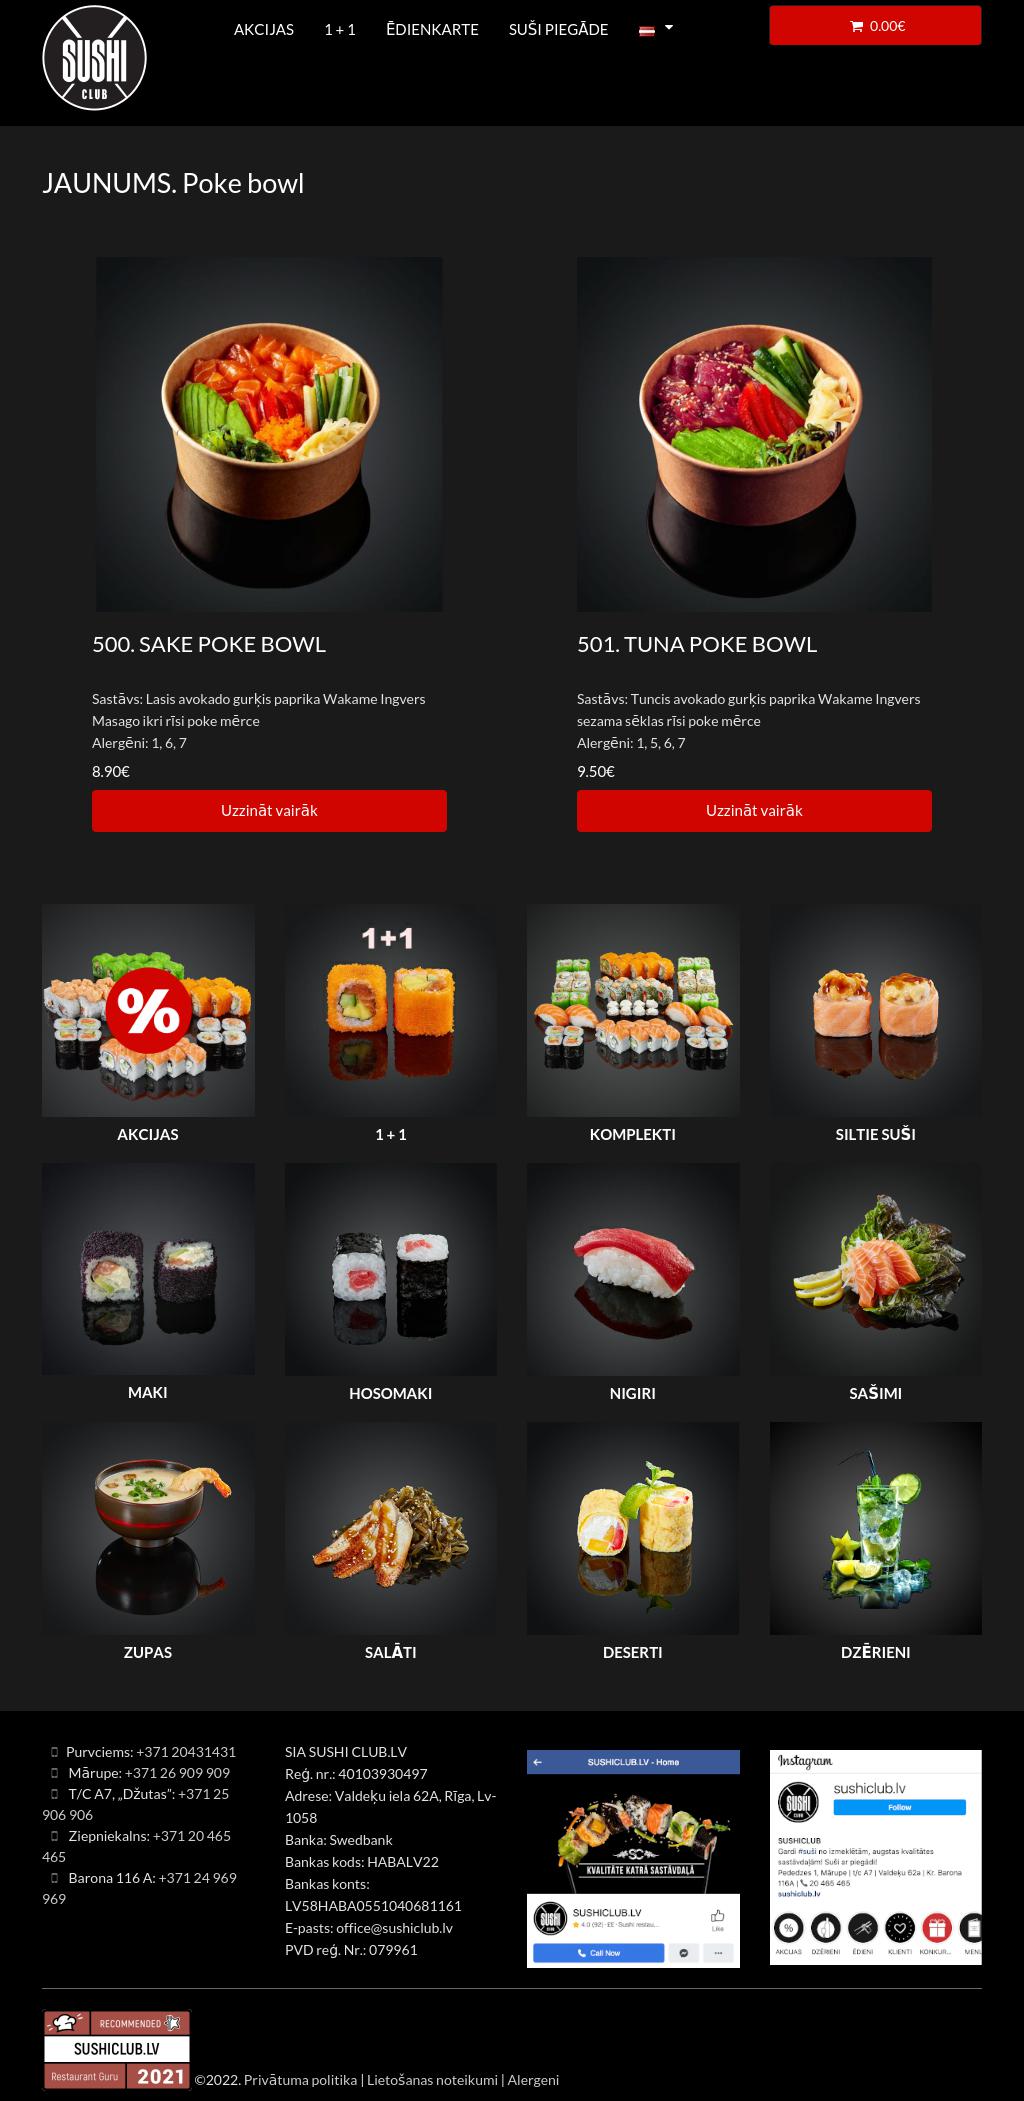 SUSHI
CLUB
AKCIJAS 1 + 1 ĒDIENKARTE SUŠI PIEGĀDE
0.00€
JAUNUMS. Poke bowl
500. SAKE POKE BOWL
Sastāvs: Lasis avokado gurķis paprika Wakame Ingvers
Masago ikri rīsi poke mērce
Alergēni: 1, 6, 7
8.90€
Uzzināt vairāk
501. TUNA POKE BOWL
Sastāvs: Tuncis avokado gurķis paprika Wakame Ingvers
sezama sēklas rīsi poke mērce
Alergēni: 1, 5, 6, 7
9.50€
Uzzināt vairāk
%
1+1
AKCIJAS
1 + 1
KOMPLEKTI
SILTIE SUŠI
MAKI
HOSOMAKI
NIGIRI
SAŠIMI
ZUPAS
SALĀTI
DESERTI
DZĒRIENI
Purvciems: +371 20431431
Mārupe: +371 26 909 909
T/C A7, „Džutas”: +371 25
906 906
Ziepniekalns: +371 20 465
465
Barona 116 A: +371 24 969
969
SIA SUSHI CLUB.LV
Reģ. nr.: 40103930497
Adrese: Valdeķu iela 62A, Rīga, Lv-
1058
Banka: Swedbank
Bankas kods: HABALV22
Bankas konts:
LV58HABA0551040681161
E-pasts: office@sushiclub.lv
PVD reģ. Nr.: 079961
SUSHICLUB.LV - Home
SC
KVALITĀTE KATRĀ SASTĀVDAĻĀ
SUSHI
SUSHICLUB.LV
4.0 (92) · €€ · Sushi restau...
Like
Call Now
Instagram
SUSHI
sushiclub.lv
Follow
SUSHICLUB
Gardi #suši no izmeklētām, augstas kvalitātes
sastāvdaļām! Suši ar piegādi!
Dzedzes 1, Mārupe | t/c A7 | Valdeķu 62a | Kr. Barona
116A | 20 465 465
sushiclub.lv
%
AKCIJAS DZĒRIENI ĒDIENI KLIENTI KONKUR... MENU
RECOMMENDED
SUSHICLUB.LV
Restaurant Guru 2021
©2022. Privātuma politika | Lietošanas noteikumi | Alergeni